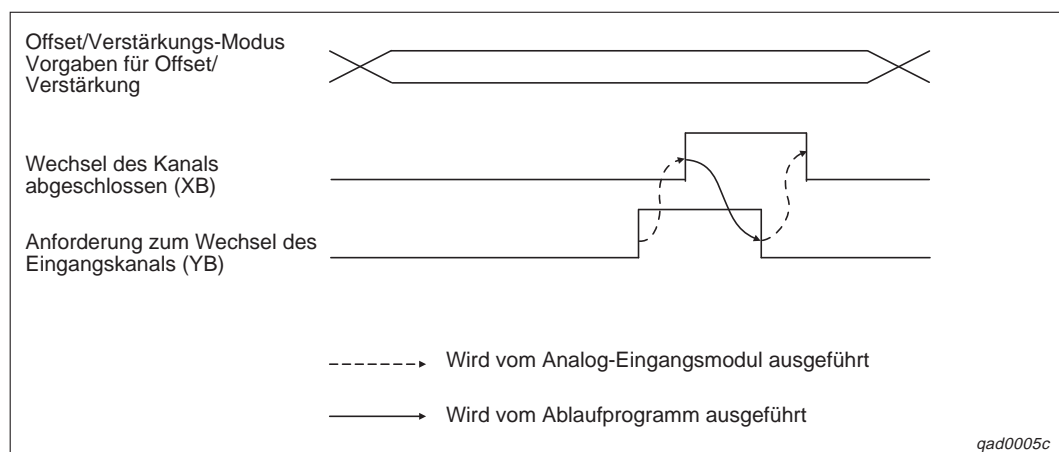 Offset/Verstärkungs-Modus
Vorgaben für Offset/
Verstärkung
Wechsel des Kanals
abgeschlossen (XB)
Anforderung zum Wechsel des
Eingangskanals (YB)
Wird vom Analog-Eingangsmodul ausgeführt
Wird vom Ablaufprogramm ausgeführt
qad0005c